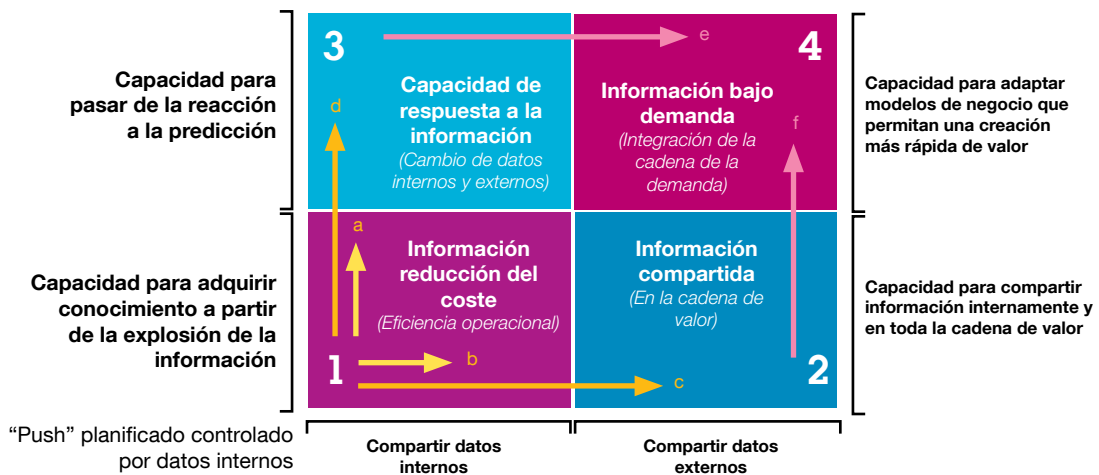 Capacidad para
pasar de la reacción
a la predicción
3
d
Capacidad de
respuesta a la
información
(Cambio de datos
internos y externos)
e
4
Información bajo
demanda
(Integración de la
cadena de la
demanda)
f
Capacidad para adaptar
modelos de negocio que
permitan una creación
más rápida de valor
Capacidad para adquirir
conocimiento a partir
de la explosión de la
información
a
Información
reducción del
coste
(Eficiencia operacional)
1
b
c
Información
compartida
(En la cadena de
valor)
2
Capacidad para compartir
información internamente y
en toda la cadena de valor
“Push” planificado controlado
por datos internos
Compartir datos
internos
Compartir datos
externos